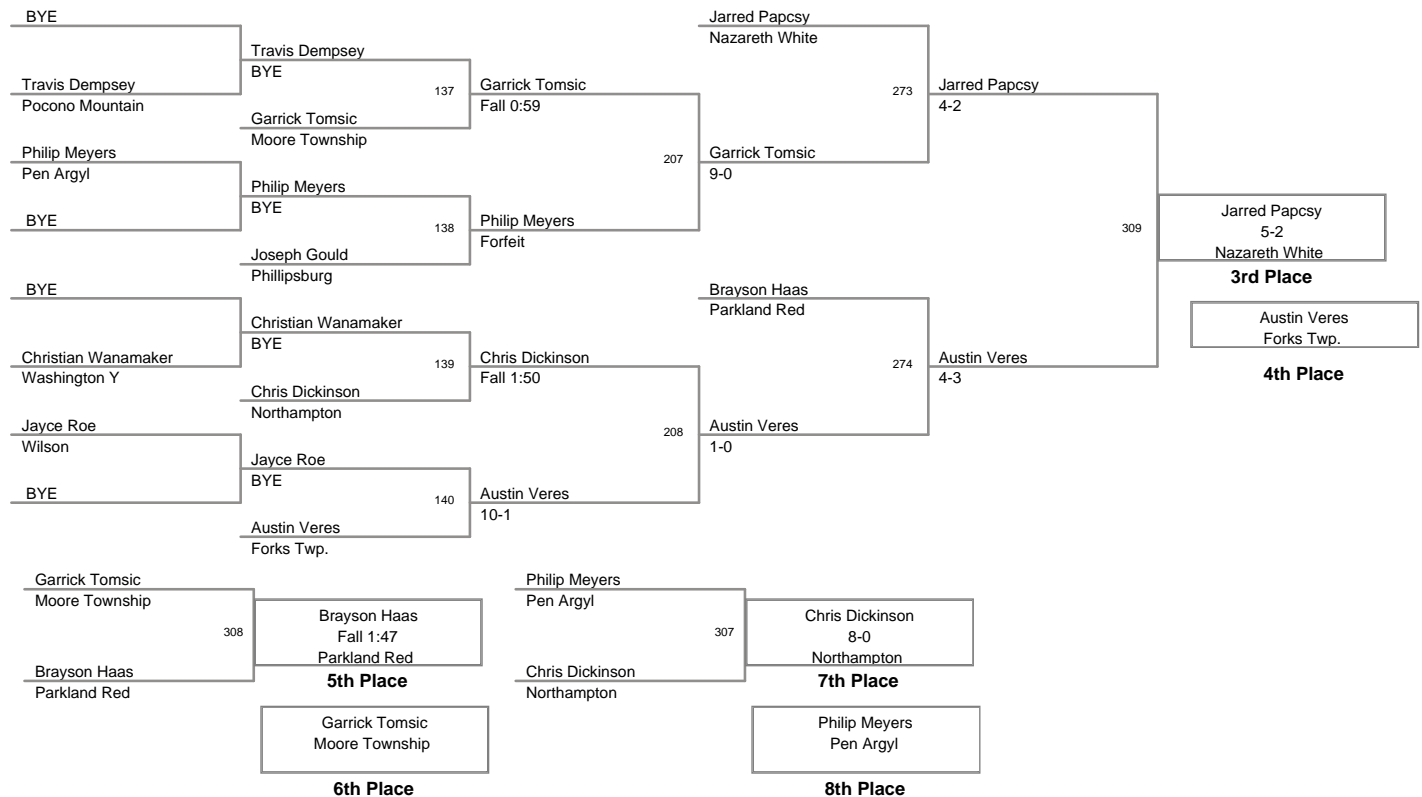 BYE
Travis Dempsey
Pocono Mountain
Philip Meyers
Pen Argyl
BYE
BYE
Christian Wanamaker
Washington Y
Jayce Roe
Wilson
BYE
Travis Dempsey
BYE
137
Garrick Tomsic
Moore Township
Philip Meyers
BYE
138
Joseph Gould
Phillipsburg
Christian Wanamaker
BYE
139
Chris Dickinson
Northampton
Jayce Roe
BYE
140
Austin Veres
Forks Twp.
Garrick Tomsic
Fall 0:59
207
Philip Meyers
Forfeit
Chris Dickinson
Fall 1:50
208
Austin Veres
10-1
Jarred Papcsy
Nazareth White
273
Garrick Tomsic
9-0
Brayson Haas
Parkland Red
274
Austin Veres
1-0
Jarred Papcsy
4-2
309
Austin Veres
4-3
Jarred Papcsy
5-2
Nazareth White
3rd Place
Austin Veres
Forks Twp.
4th Place
Garrick Tomsic
Moore Township
308
Brayson Haas
Parkland Red
Brayson Haas
Fall 1:47
Parkland Red
5th Place
Garrick Tomsic
Moore Township
6th Place
Philip Meyers
Pen Argyl
307
Chris Dickinson
Northampton
Chris Dickinson
8-0
Northampton
7th Place
Philip Meyers
Pen Argyl
8th Place